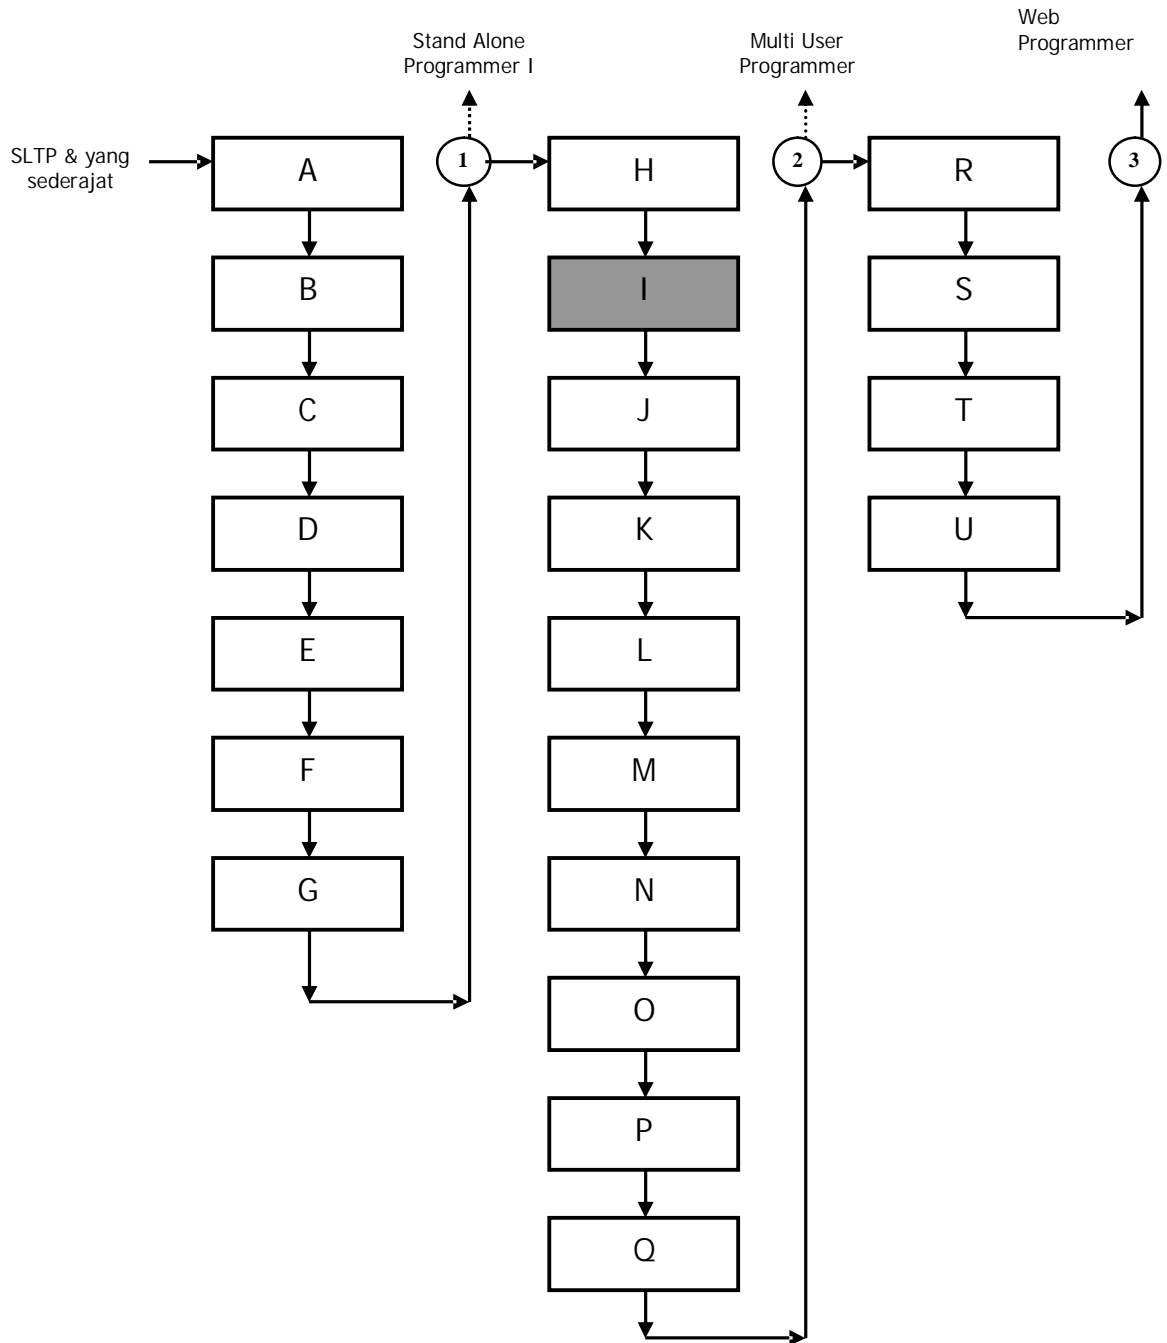 Web
Programmer
Stand Alone
Programmer I
Multi User
Programmer
SLTP & yang
sederajat
A
1
H
2
R
3
B
I
S
C
J
T
D
K
U
E
L
F
M
G
N
O
P
Q